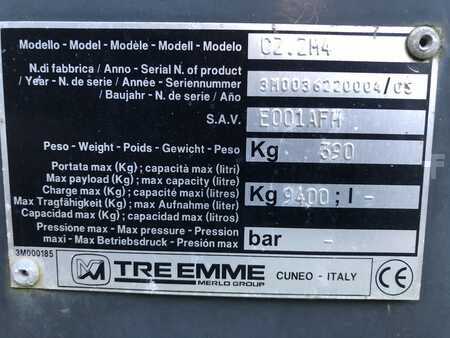 Modello - Model - Modèle - Modell - Modelo CZ.2M4
N.di fabbrica / Anno - Serial N. of product
/Year - N. de série / Année - Seriennummer 3M0036220004/05
/ Baujahr - N. de serie / Año
S.A.V. E001AFM
Peso - Weight - Poids - Gewicht - Peso Kg 390
Portata max (Kg) ; capacità max (litri)
Max payload (Kg) ; max capacity (litre)
Charge max (Kg) ; capacité maxi (litres) Kg 9400 ; l -
Max Tragfähigkeit (Kg) ; max Aufnahme (liter)
Capacidad max (Kg) ; capacidad max (litros)
Pressione max - Max pressure - Pression
maxi - Max Betriebsdruck - Presión max bar -
3M000185
TRE EMME
MERLO GROUP
CUNEO - ITALY
CE